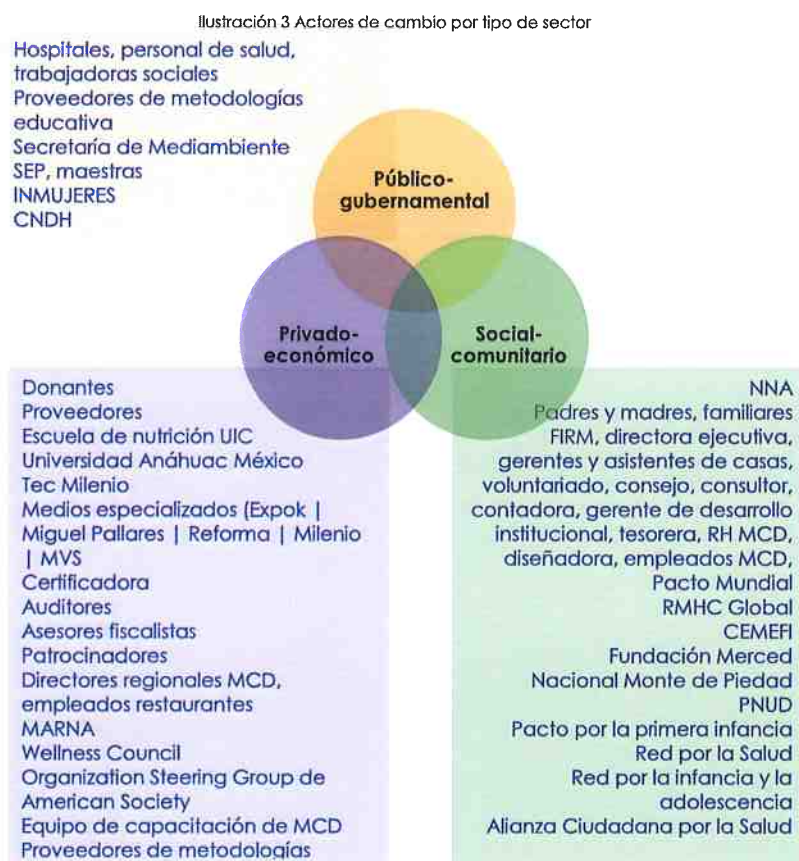 Ilustración 3 Actores de cambio por tipo de sector
Hospitales, personal de salud,
trabajadoras sociales
Proveedores de metodologías
educativa
Secretaría de Mediambiente
SEP, maestras
INMUJERES
CNDH
Público-
gubernamental
Privado-
económico
Social-
comunitario
Donantes
Proveedores
Escuela de nutrición UIC
Universidad Anáhuac México
Tec Milenio
Medios especializados (Expok |
Miguel Pallares | Reforma | Milenio
| MVS
Certificadora
Auditores
Asesores fiscalistas
Patrocinadores
Directores regionales MCD,
empleados restaurantes
MARNA
Wellness Council
Organization Steering Group de
American Society
Equipo de capacitación de MCD
Proveedores de metodologías
NNA
Padres y madres, familiares
FIRM, directora ejecutiva,
gerentes y asistentes de casas,
voluntariado, consejo, consultor,
contadora, gerente de desarrollo
institucional, tesorera, RH MCD,
diseñadora, empleados MCD,
Pacto Mundial
RMHC Global
CEMEFI
Fundación Merced
Nacional Monte de Piedad
PNUD
Pacto por la primera infancia
Red por la Salud
Red por la infancia y la
adolescencia
Alianza Ciudadana por la Salud